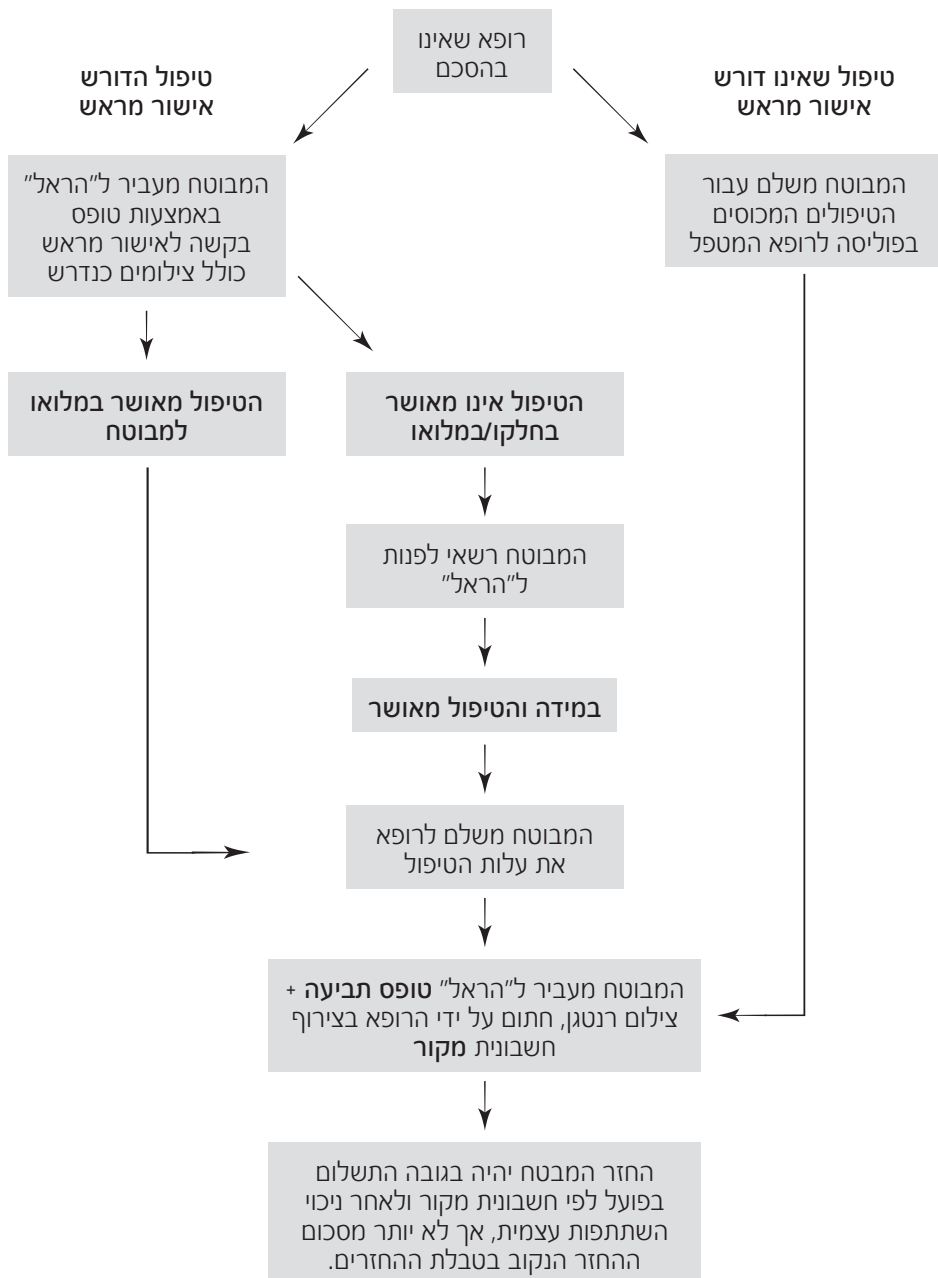 רופא שאינו
בהסכם
טיפול שאינו דורש
אישור מראש
טיפול הדורש
אישור מראש
המבוטח משלם עבור
הטיפולים המכוסים
בפוליסה לרופא המטפל
המבוטח מעביר ל"הראל"
באמצעות טופס
בקשה לאישור מראש
כולל צילומים כנדרש
הטיפול אינו מאושר
בחלקו/במלואו
הטיפול מאושר במלואו
למבוטח
המבוטח רשאי לפנות
ל"הראל"
במידה והטיפול מאושר
המבוטח משלם לרופא
את עלות הטיפול
המבוטח מעביר ל"הראל" טופס תביעה +
צילום רנטגן, חתום על ידי הרופא בצירוף
חשבונית מקור
החזר המבטח יהיה בגובה התשלום
בפועל לפי חשבונית מקור ולאחר ניכוי
השתתפות עצמית, אך לא יותר מסכום
ההחזר הנקוב בטבלת ההחזרים.